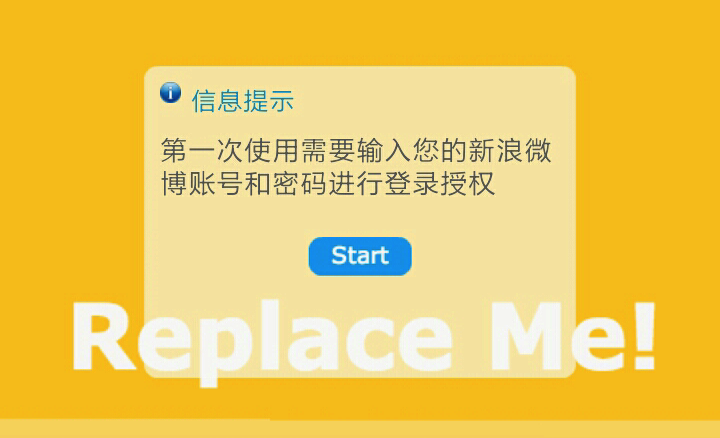 信息提示
第一次使用需要输入您的新浪微
博账号和密码进行登录授权
Start
Replace Me!